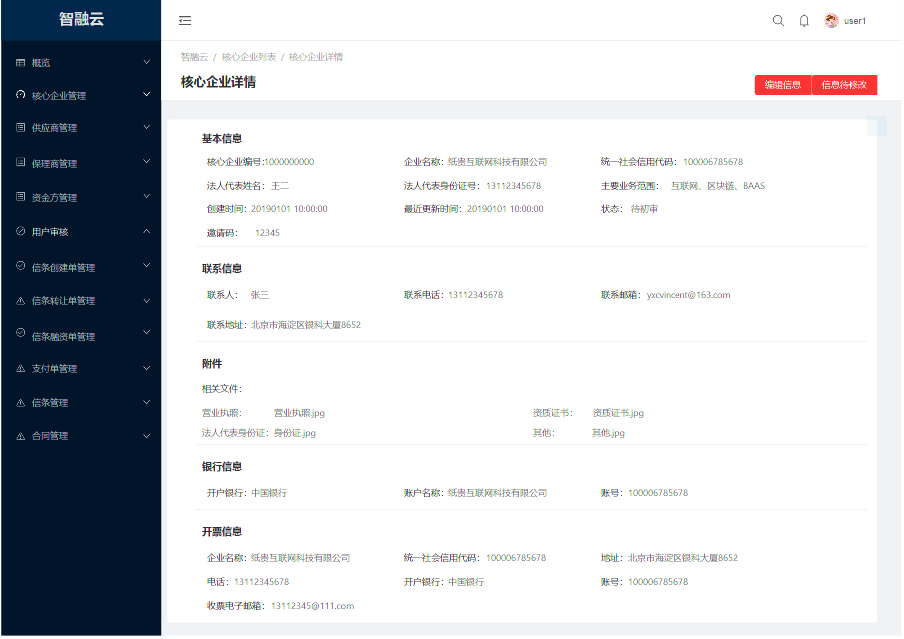 智融云
user1
概览
核心企业管理
供应商管理
保理商管理
资金方管理
用户审核
信条创建单管理
信条转让单管理
信条融资单管理
支付单管理
信条管理
合同管理
智融云 / 核心企业列表 / 核心企业详情
核心企业详情
编辑信息 信息待修改
基本信息
核心企业编号:1000000000 企业名称：纸贵互联网科技有限公司 统一社会信用代码：100006785678
法人代表姓名：王二 法人代表身份证号：13112345678 主要业务范围： 互联网、区块链、BAAS
创建时间：20190101 10:00:00 最近更新时间：20190101 10:00:00 状态： 待初审
邀请码： 12345
联系信息
联系人： 张三 联系电话：13112345678 联系邮箱：yxcvincent@163.com
联系地址：北京市海淀区银科大厦8652
附件
相关文件：
营业执照： 营业执照.jpg 资质证书： 资质证书.jpg
法人代表身份证：身份证.jpg 其他： 其他.jpg
银行信息
开户银行：中国银行 账户名称：纸贵互联网科技有限公司 账号：100006785678
开票信息
企业名称：纸贵互联网科技有限公司 统一社会信用代码：100006785678 地址：北京市海淀区银科大厦8652
电话：13112345678 开户银行：中国银行 账号：100006785678
收票电子邮箱：13112345@111.com